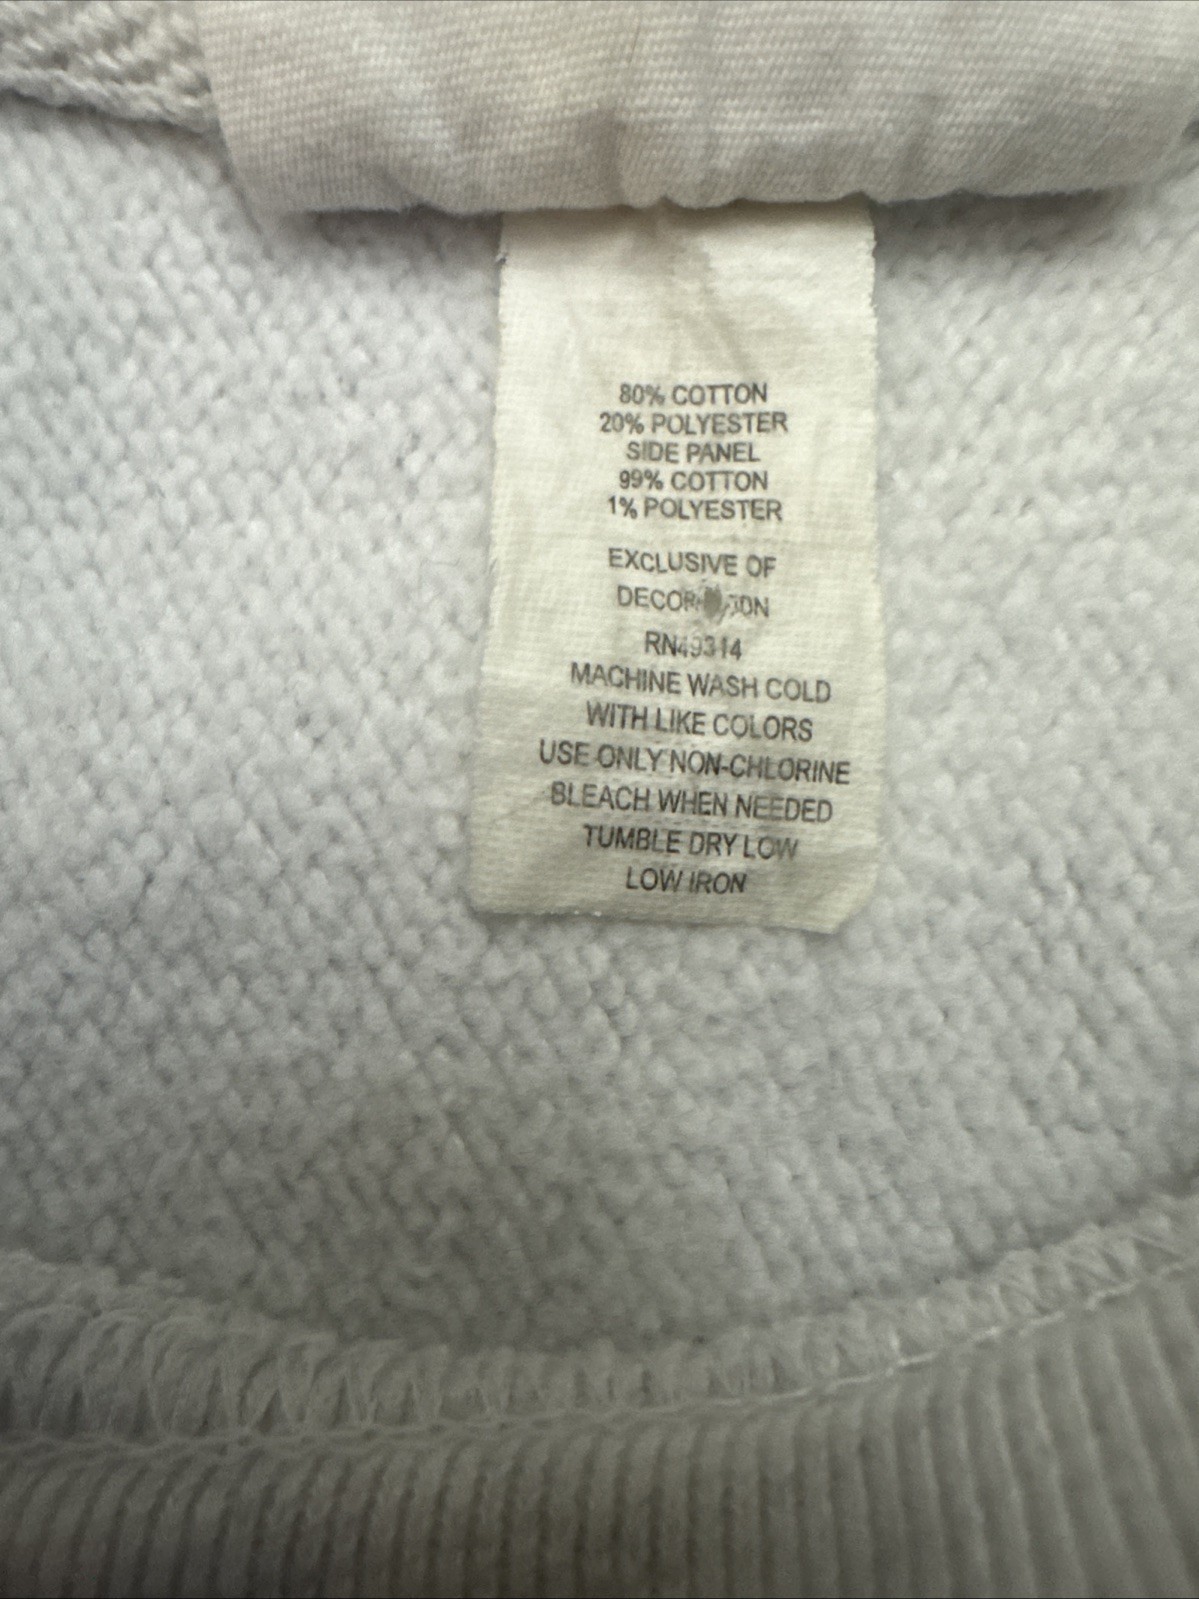 80% COTTON
20% POLYESTER
SIDE PANEL
99% COTTON
1% POLYESTER
EXCLUSIVE OF
RN49314
MACHINE WASH COLD
WITH LIKE COLORS
USE ONLY NON-CHLORINE
BLEACH WHEN NEEDED
TUMBLE DRY LOW
LOW IRON